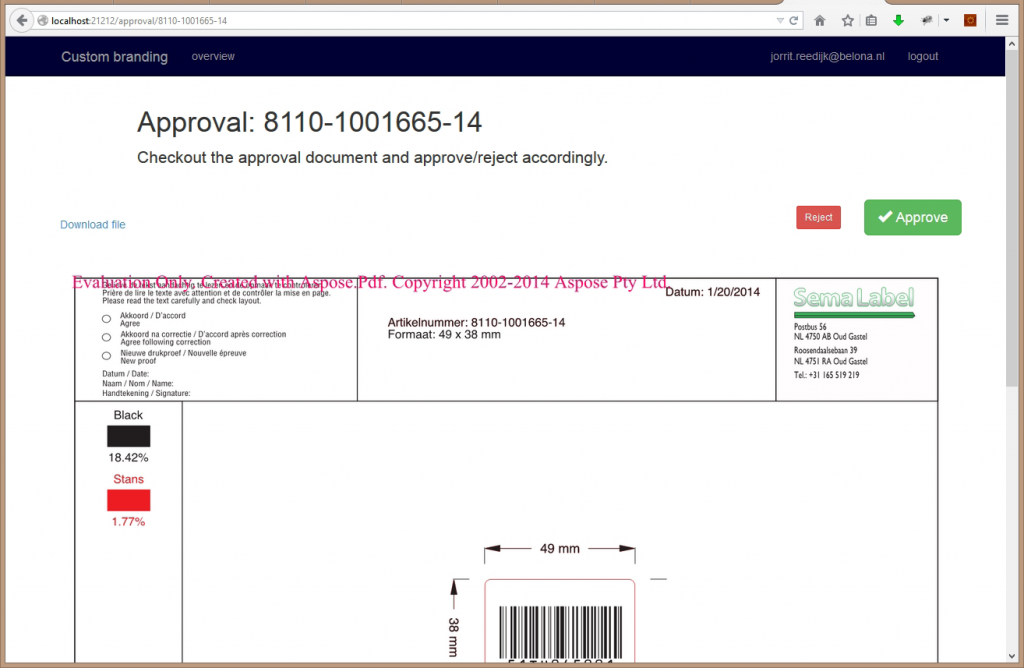 localhost:21212/approval/8110-1001665-14
Custom branding overview jorrit.reedijk@belona.nl logout
Approval: 8110-1001665-14
Checkout the approval document and approve/reject accordingly.
Download file Reject Approve
Evaluation Only. Created with Aspose.Pdf. Copyright 2002-2014 Aspose Pty Ltd.
Prière de lire le texte avec attention et de contrôler la mise en page.
Please read the text carefully and check layout.
Akkoord / D'accord
Agree
Akkoord na correctie / D'accord après correction
Agree following correction
Nieuwe drukproef / Nouvelle épreuve
New proof
Datum / Date:
Naam / Nom / Name:
Handtekening / Signature:
Artikelnummer: 8110-1001665-14
Formaat: 49 x 38 mm
Datum: 1/20/2014
Sema Label
Postbus 56
NL 4750 AB Oud Gastel
Roosendaalsebaan 39
NL 4751 RA Oud Gastel
Tel.: +31 165 519 219
Black
18.42%
Stans
1.77%
49 mm
38 mm